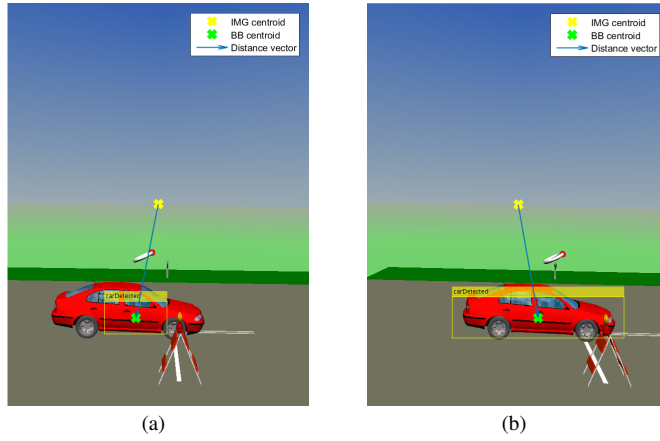 IMG centroid
BB centroid
Distance vector
carDetected
(a)
IMG centroid
BB centroid
Distance vector
carDetected
(b)